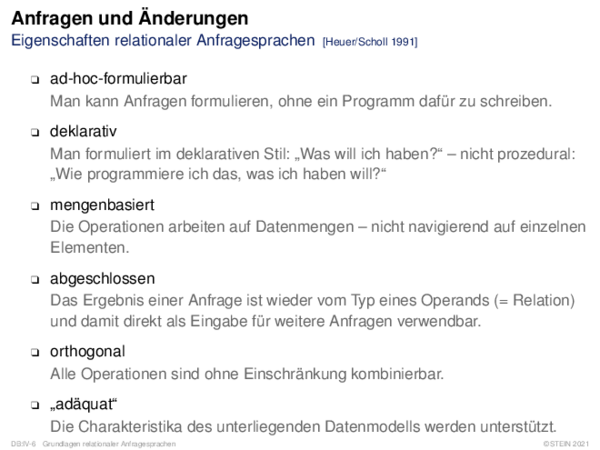 Anfragen und Änderungen
Eigenschaften relationaler Anfragesprachen [Heuer/Scholl 1991]
❑ ad-hoc-formulierbar
Man kann Anfragen formulieren, ohne ein Programm dafür zu schreiben.
❑ deklarativ
Man formuliert im deklarativen Stil: „Was will ich haben?“ – nicht prozedural:
„Wie programmiere ich das, was ich haben will?“
❑ mengenbasiert
Die Operationen arbeiten auf Datenmengen – nicht navigierend auf einzelnen
Elementen.
❑ abgeschlossen
Das Ergebnis einer Anfrage ist wieder vom Typ eines Operands (= Relation)
und damit direkt als Eingabe für weitere Anfragen verwendbar.
❑ orthogonal
Alle Operationen sind ohne Einschränkung kombinierbar.
❑ „adäquat“
Die Charakteristika des unterliegenden Datenmodells werden unterstützt.
DB:IV-6 Grundlagen relationaler Anfragesprachen ©STEIN 2021